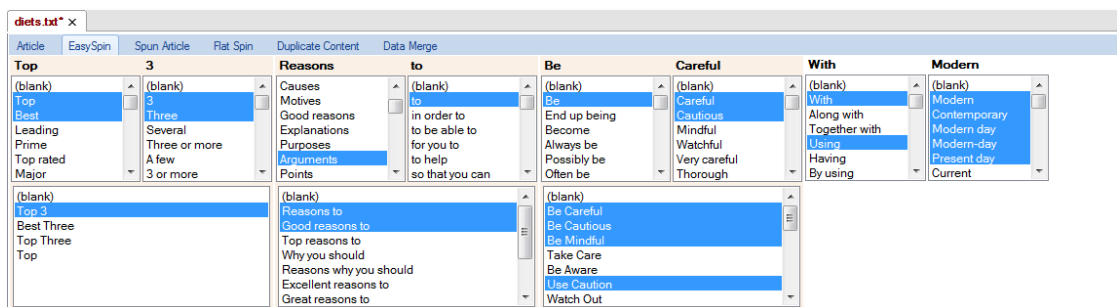 diets.txt* ×
Article EasySpin Spun Article Flat Spin Duplicate Content Data Merge
Top 3 Reasons to Be Careful With Modern
(blank)
Top
Best
Leading
Prime
Top rated
Major
(blank)
3
Three
Several
Three or more
A few
3 or more
Causes
Motives
Good reasons
Explanations
Purposes
Arguments
Points
(blank)
to
in order to
to be able to
for you to
to help
so that you can
(blank)
Be
End up being
Become
Always be
Possibly be
Often be
(blank)
Careful
Cautious
Mindful
Watchful
Very careful
Thorough
(blank)
With
Along with
Together with
Using
Having
By using
(blank)
Modern
Contemporary
Modern day
Modern-day
Present day
Current
(blank)
Top 3
Best Three
Top Three
Top
(blank)
Reasons to
Good reasons to
Top reasons to
Why you should
Reasons why you should
Excellent reasons to
Great reasons to
(blank)
Be Careful
Be Cautious
Be Mindful
Take Care
Be Aware
Use Caution
Watch Out